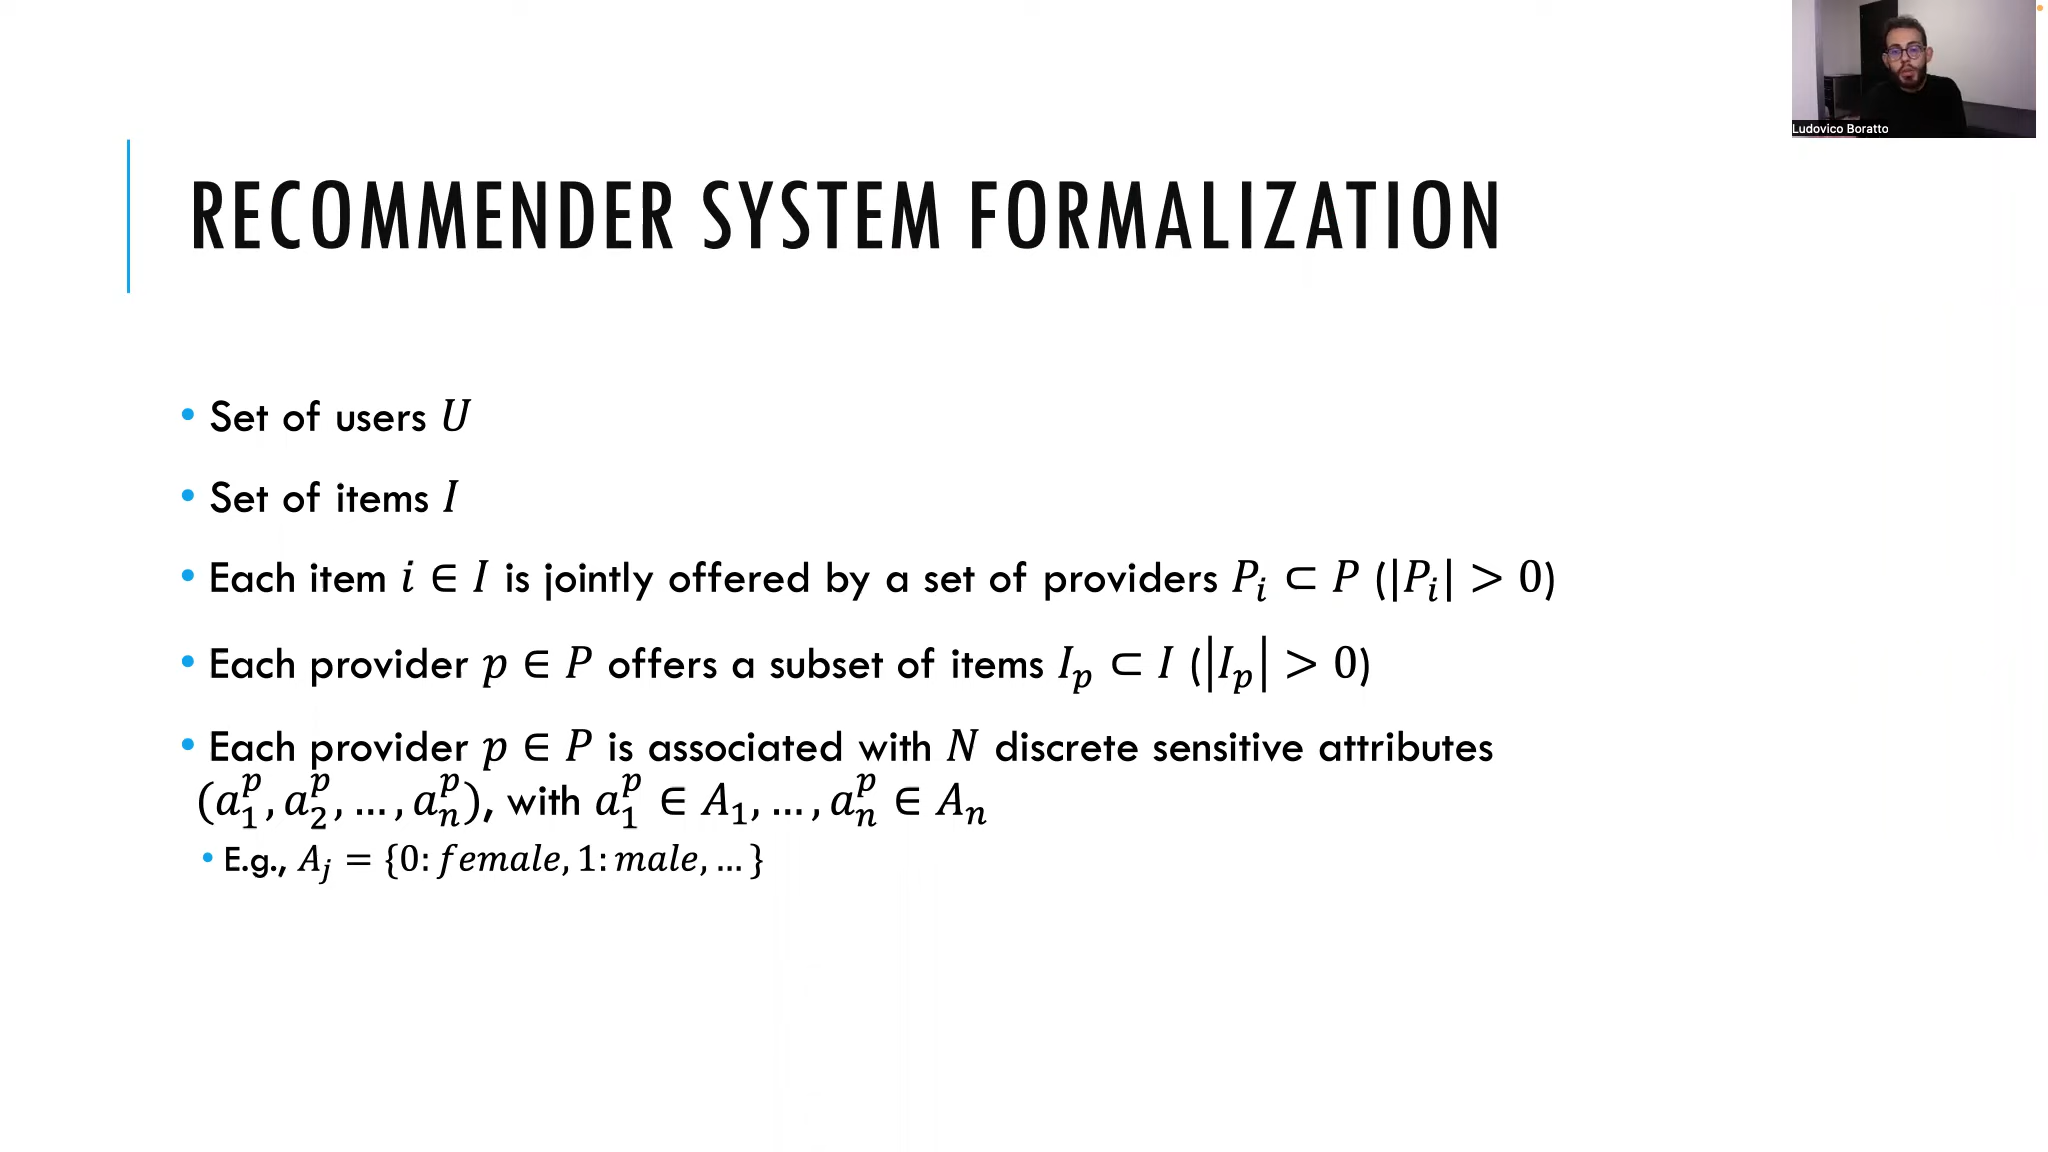 Ludovico Boratto
RECOMMENDER SYSTEM FORMALIZATION
• Set of users 𝑈
• Set of items 𝐼
• Each item 𝑖 ∈ 𝐼 is jointly offered by a set of providers 𝑃ᵢ ⊂ 𝑃 (|𝑃ᵢ| > 0)
• Each provider 𝑝 ∈ 𝑃 offers a subset of items 𝐼ₚ ⊂ 𝐼 (|𝐼ₚ| > 0)
• Each provider 𝑝 ∈ 𝑃 is associated with 𝑁 discrete sensitive attributes
(𝑎₁ᵖ, 𝑎₂ᵖ, … , 𝑎ₙᵖ), with 𝑎₁ᵖ ∈ 𝐴₁, … , 𝑎ₙᵖ ∈ 𝐴ₙ
• E.g., 𝐴ⱼ = {0: 𝑓𝑒𝑚𝑎𝑙𝑒, 1: 𝑚𝑎𝑙𝑒, … }